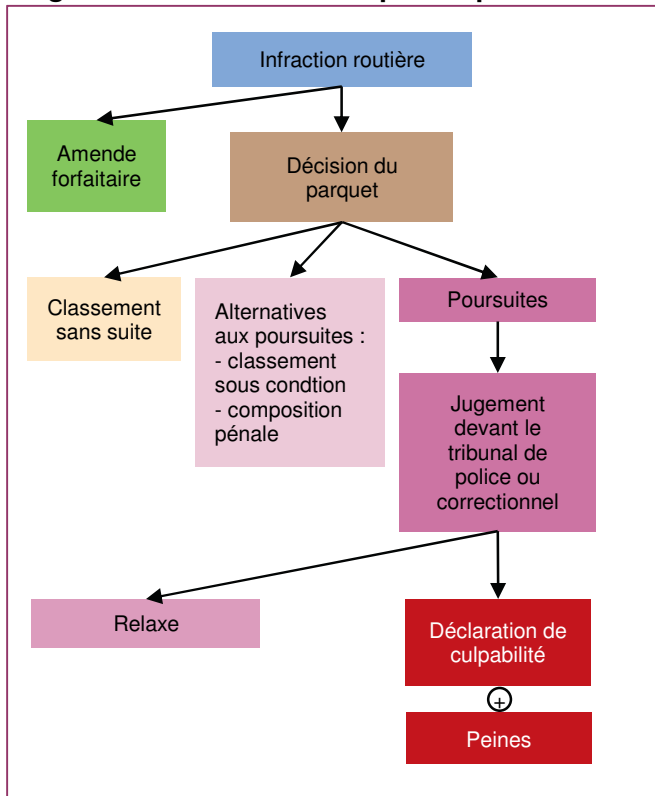 Infraction routière
Amende
forfaitaire
Décision du
parquet
Classement
sans suite
Alternatives
aux poursuites :
- classement
sous condtion
- composition
pénale
Poursuites
Jugement
devant le
tribunal de
police ou
correctionnel
Relaxe
Déclaration de
culpabilité
+
Peines